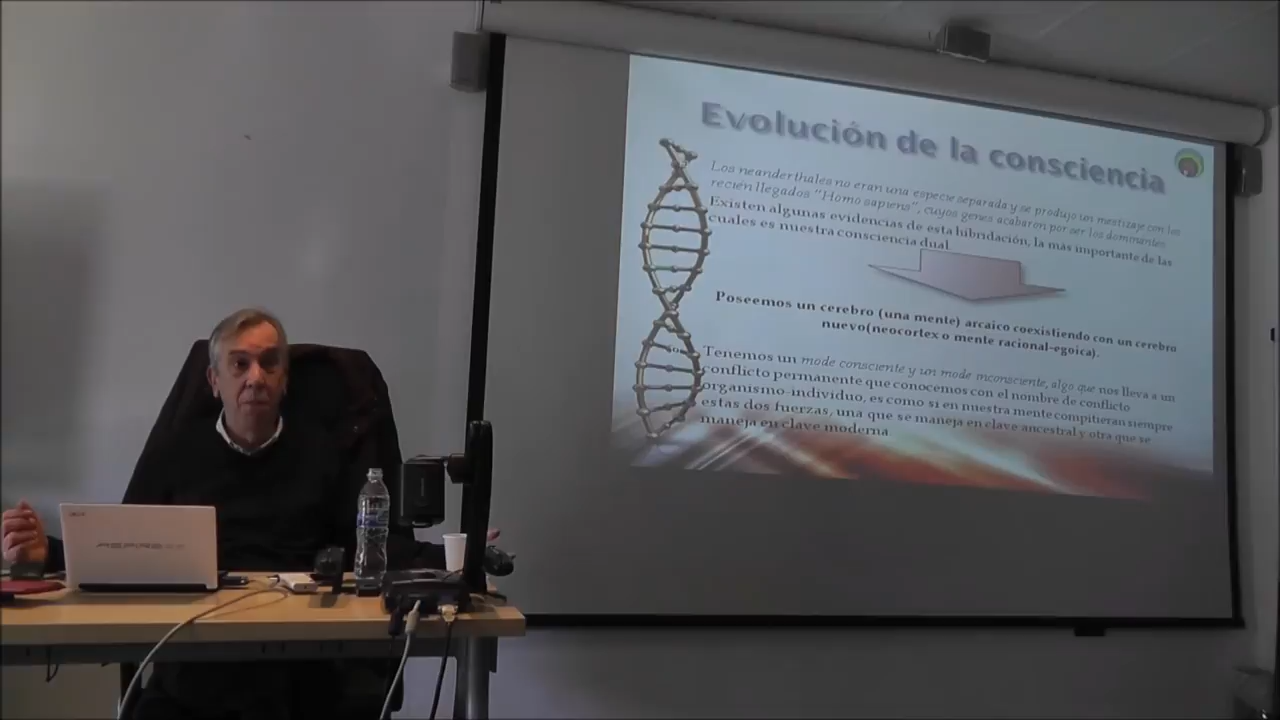 Evolución de la consciencia
Los neanderthales no eran una especie separada y se produjo un mestizaje con los
recién llegados "Homo sapiens", cuyos genes acabaron por ser los dominantes.
Existen algunas evidencias de esta hibridación, la más importante de las
cuales es nuestra consciencia dual.
Poseemos un cerebro (una mente) arcaico coexistiendo con un cerebro
nuevo(neocortex o mente racional-egoica).
Tenemos un modo consciente y un modo inconsciente, algo que nos lleva a un
conflicto permanente que conocemos con el nombre de conflicto
organismo-individuo, es como si en nuestra mente compitieran siempre
estas dos fuerzas, una que se maneja en clave ancestral y otra que se
maneja en clave moderna.
acer
ASPIRE